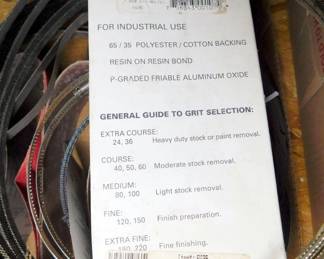 FOR INDUSTRIAL USE
65 / 35 POLYESTER / COTTON BACKING
RESIN ON RESIN BOND
P-GRADED FRIABLE ALUMINUM OXIDE
GENERAL GUIDE TO GRIT SELECTION:
EXTRA COURSE:
24, 36 Heavy duty stock or paint removal.
COURSE:
40, 50, 60 Moderate stock removal.
MEDIUM:
80, 100 Light stock removal.
FINE:
120, 150 Finish preparation.
EXTRA FINE:
180, 220 Fine finishing.